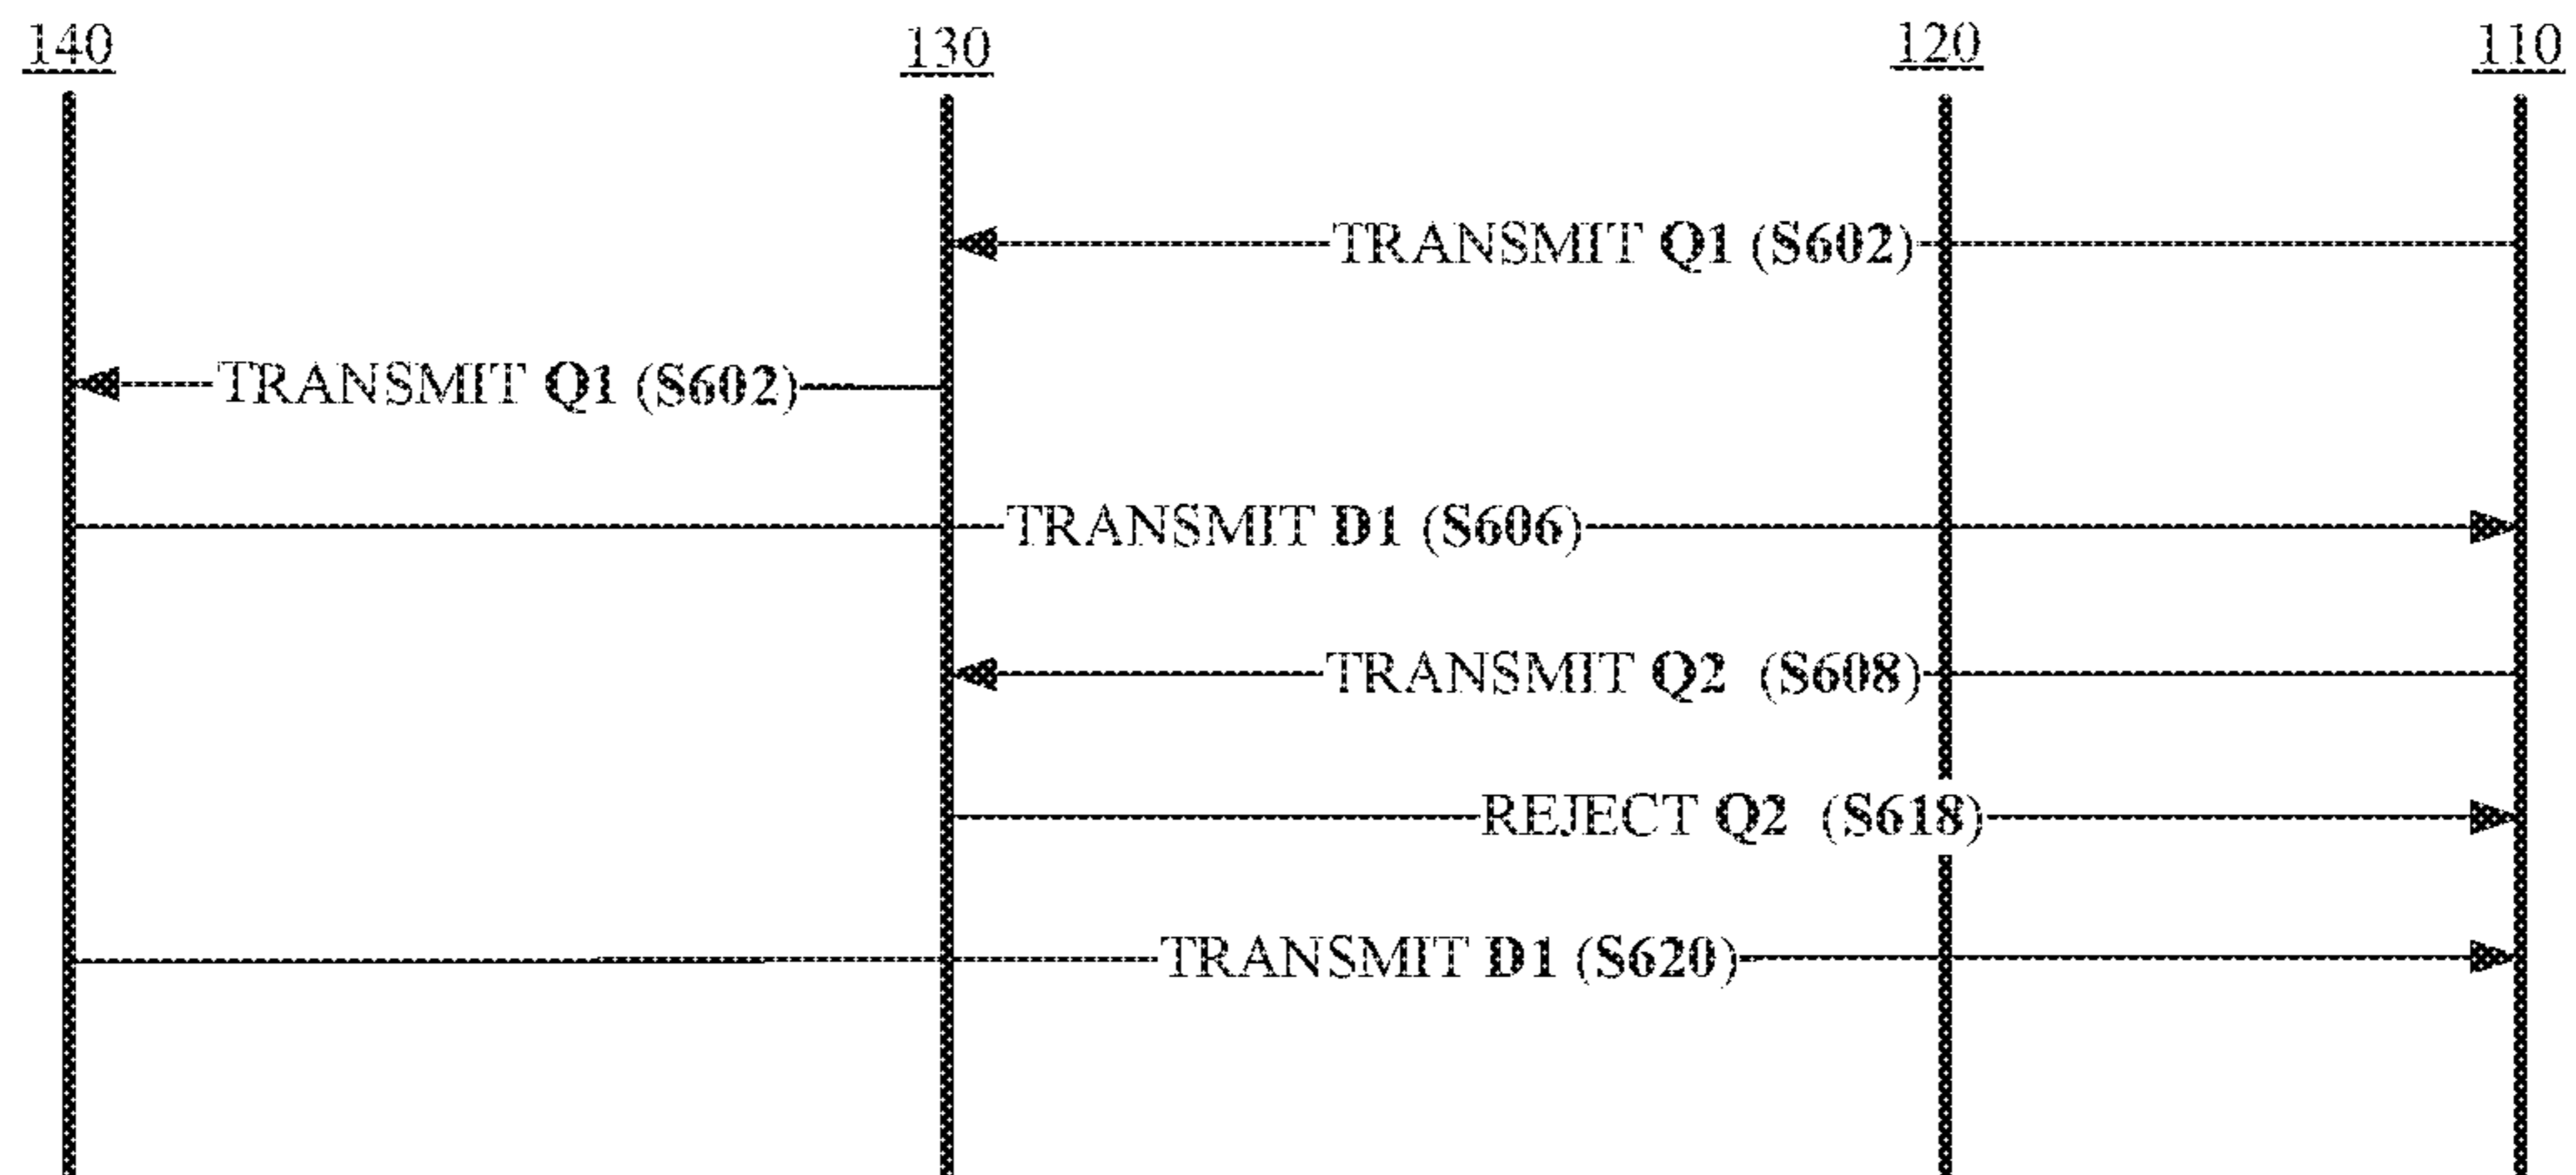 140 130 120 110
TRANSMIT Q1 (S602)
TRANSMIT Q1 (S602)
TRANSMIT D1 (S606)
TRANSMIT Q2 (S608)
REJECT Q2 (S618)
TRANSMIT D1 (S620)